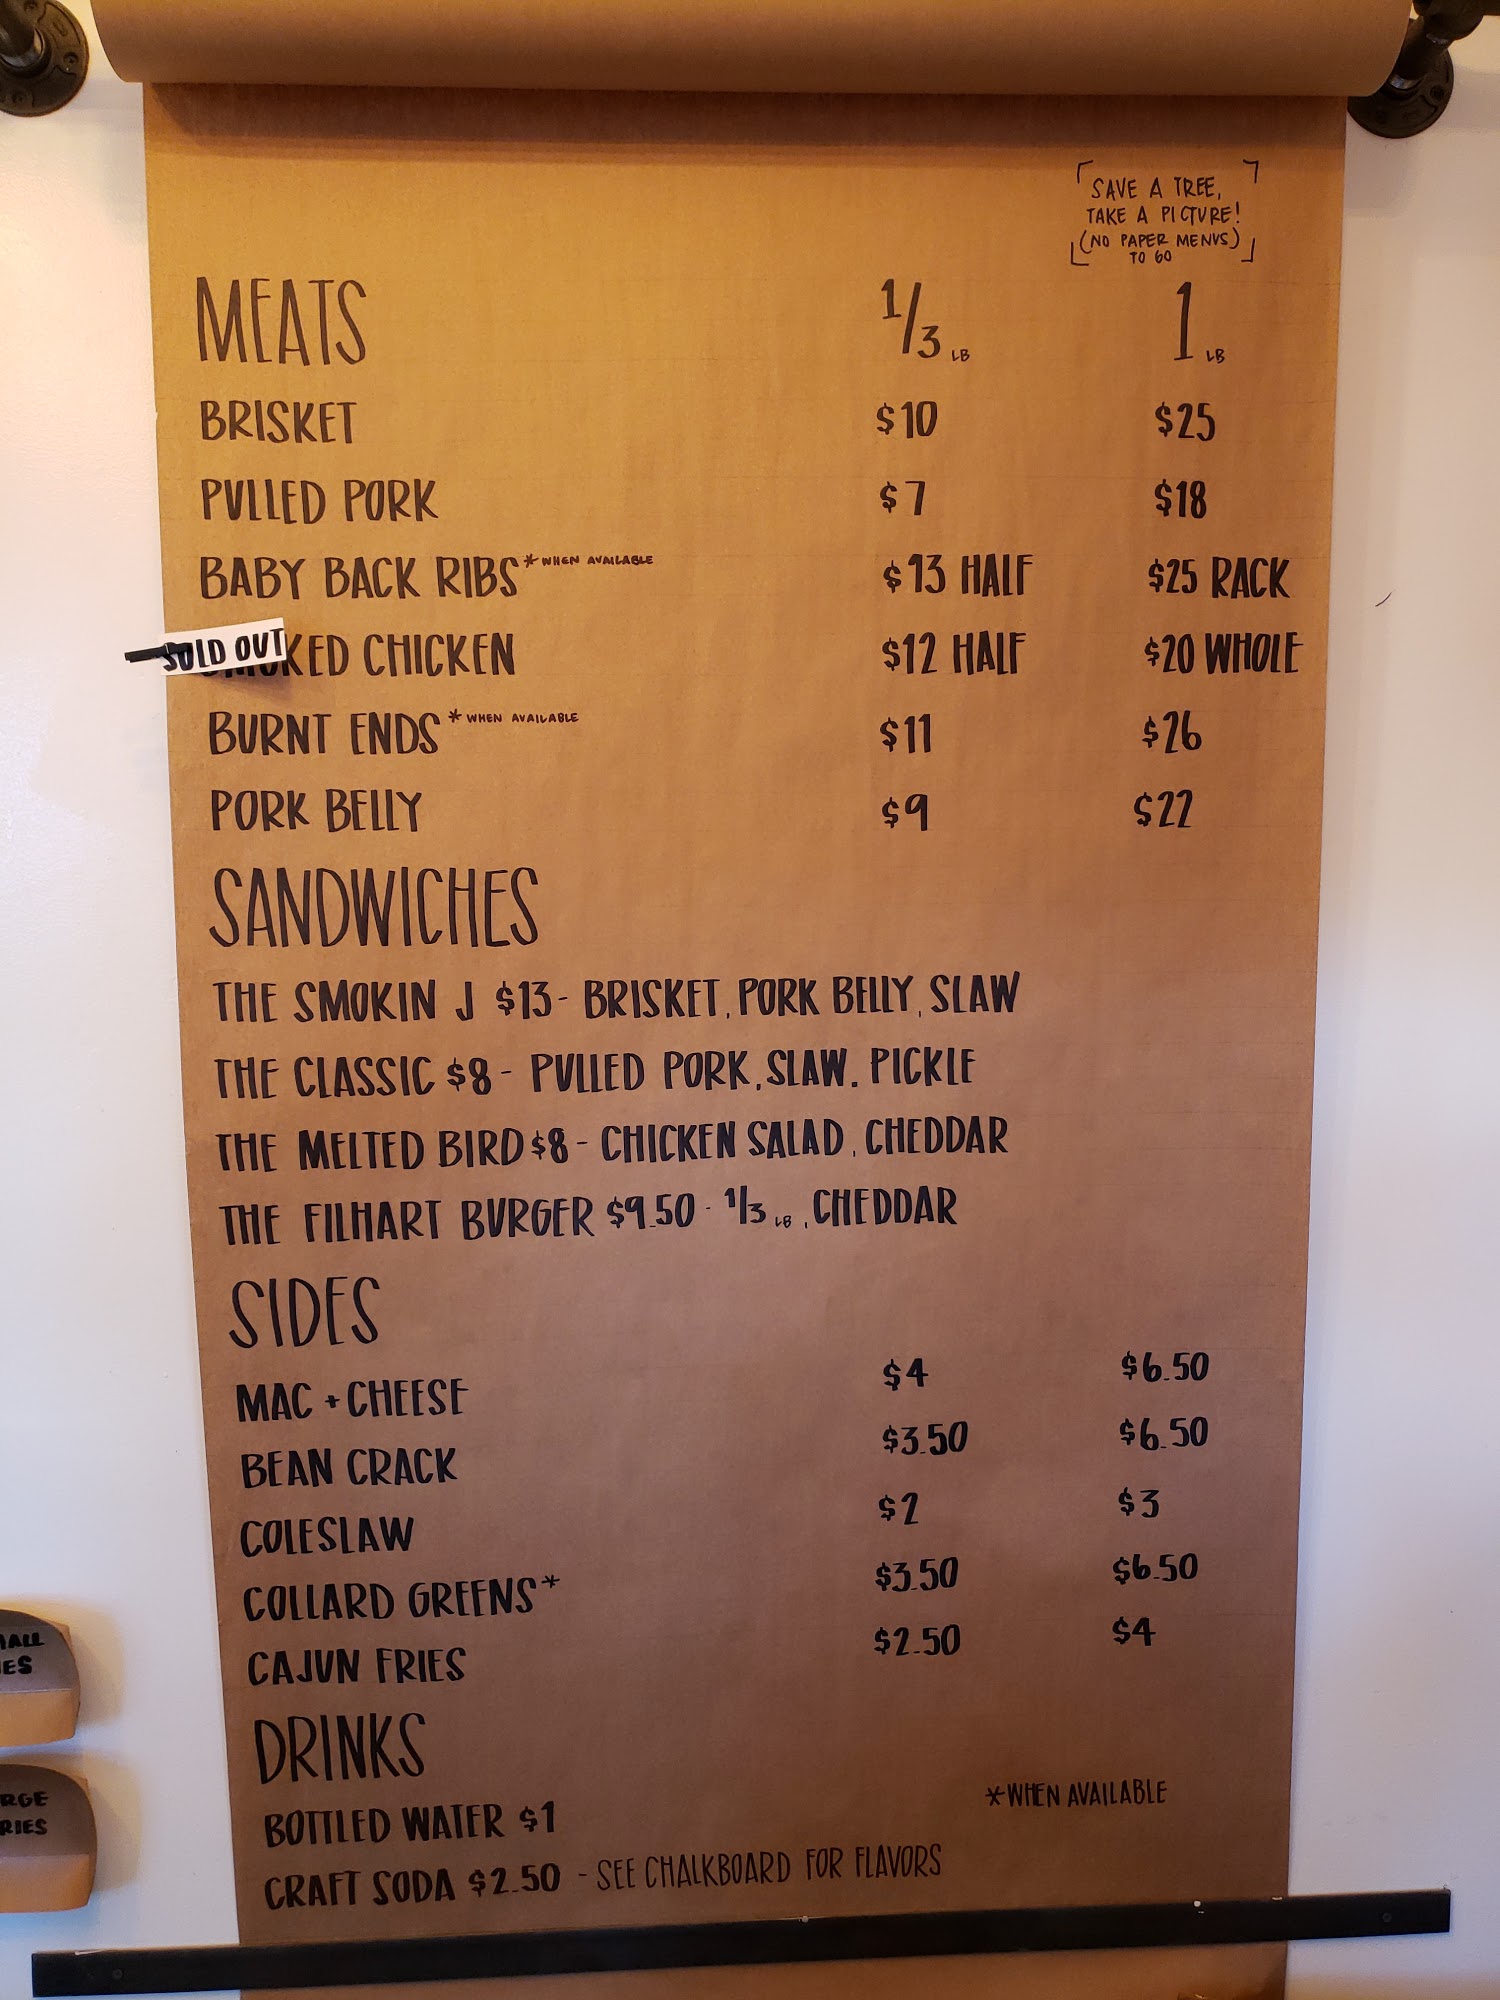 SAVE A TREE,
TAKE A PICTURE!
(NO PAPER MENUS)
TO GO
MEATS 1/3 LB 1 LB
BRISKET $10 $25
PULLED PORK $7 $18
BABY BACK RIBS *WHEN AVAILABLE $13 HALF $25 RACK
SOLD OUT
KED CHICKEN $12 HALF $20 WHOLE
BURNT ENDS *WHEN AVAILABLE $11 $26
PORK BELLY $9 $22
SANDWICHES
THE SMOKIN J $13 - BRISKET, PORK BELLY, SLAW
THE CLASSIC $8 - PULLED PORK, SLAW. PICKLE
THE MELTED BIRD $8 - CHICKEN SALAD, CHEDDAR
THE FILHART BURGER $9.50 - 1/3 LB, CHEDDAR
SIDES
MAC + CHEESE $4 $6.50
BEAN CRACK $3.50 $6.50
COLESLAW $2 $3
COLLARD GREENS* $3.50 $6.50
CAJUN FRIES $2.50 $4
DRINKS
*WHEN AVAILABLE
BOTTLED WATER $1
CRAFT SODA $2.50 - SEE CHALKBOARD FOR FLAVORS